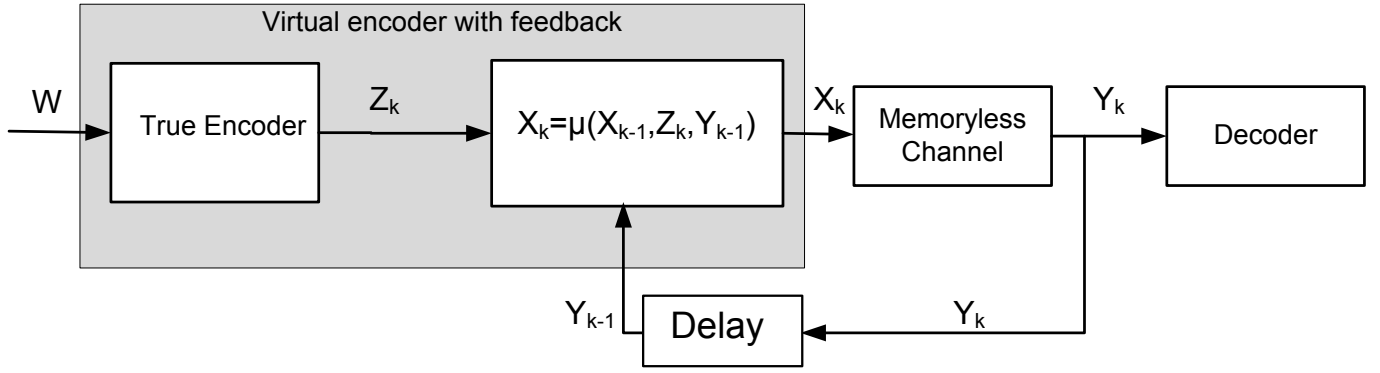 Virtual encoder with feedback
W
True Encoder
Zₖ
Xₖ=µ(Xₖ₋₁,Zₖ,Yₖ₋₁)
Xₖ
Memoryless
Channel
Yₖ
Decoder
Yₖ₋₁
Delay
Yₖ